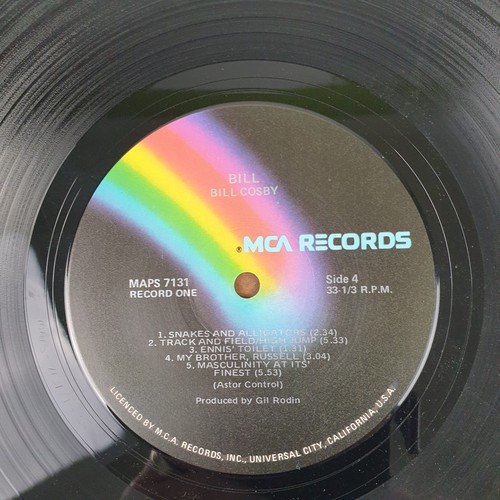 BILL
BILL COSBY
®MCA RECORDS
MAPS 7131
RECORD ONE
Side 4
33-1/3 R.P.M.
1. SNAKES AND ALLIGATORS (2.34)
2. TRACK AND FIELD/HIGH JUMP (5.33)
3. ENNIS' TOILET (1.31)
4. MY BROTHER, RUSSELL (3.04)
5. MASCULINITY AT ITS'
FINEST (5.53)
(Astor Control)
Produced by Gil Rodin
LICENCED BY M.C.A. RECORDS, INC., UNIVERSAL CITY, CALIFORNIA, U.S.A.